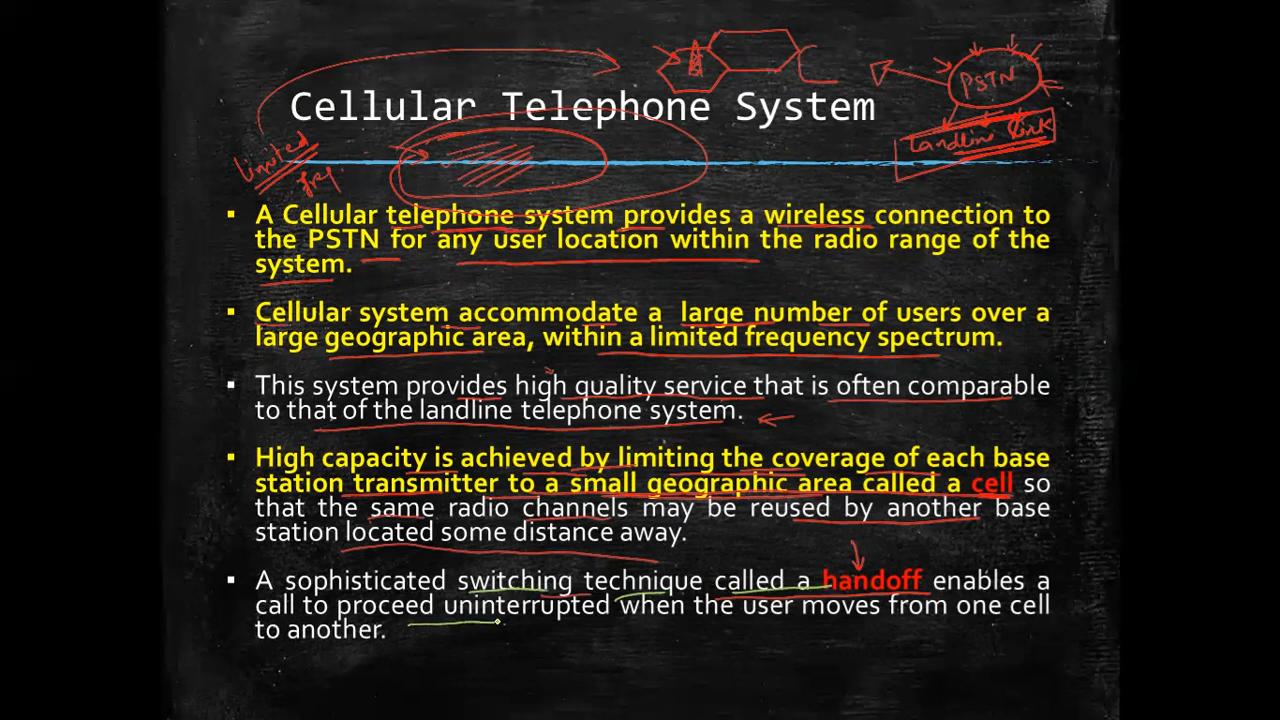 PSTN
Cellular Telephone System
Landline Link
Limited
frq.
▪ A Cellular telephone system provides a wireless connection to
the PSTN for any user location within the radio range of the
system.
▪ Cellular system accommodate a large number of users over a
large geographic area, within a limited frequency spectrum.
▪ This system provides high quality service that is often comparable
to that of the landline telephone system.
▪ High capacity is achieved by limiting the coverage of each base
station transmitter to a small geographic area called a cell so
that the same radio channels may be reused by another base
station located some distance away.
▪ A sophisticated switching technique called a handoff enables a
call to proceed uninterrupted when the user moves from one cell
to another.